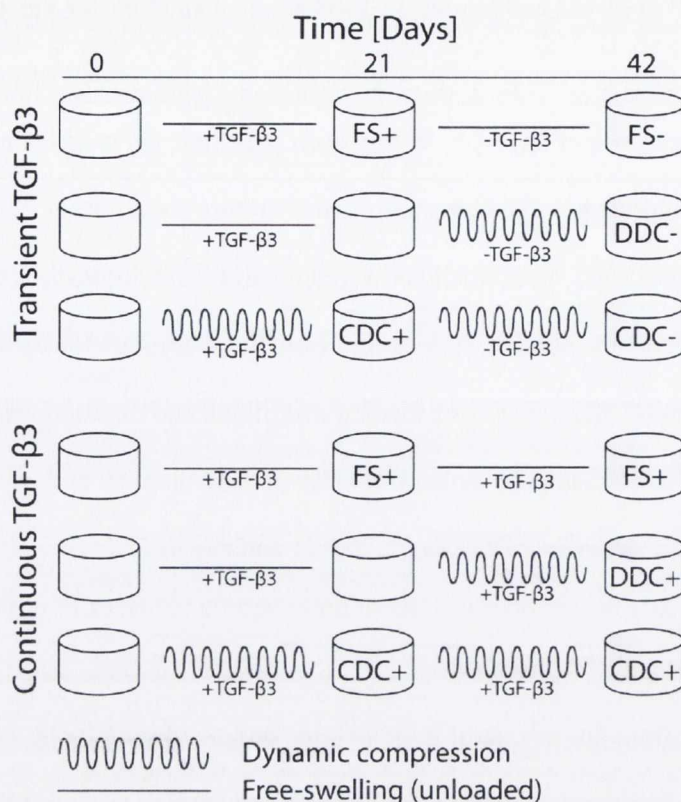 Time [Days]
0 21 42
Transient TGF-β3
+TGF-β3 FS+ -TGF-β3 FS-
+TGF-β3 -TGF-β3 DDC-
+TGF-β3 CDC+ -TGF-β3 CDC-
Continuous TGF-β3
+TGF-β3 FS+ +TGF-β3 FS+
+TGF-β3 +TGF-β3 DDC+
+TGF-β3 CDC+ +TGF-β3 CDC+
Dynamic compression
Free-swelling (unloaded)